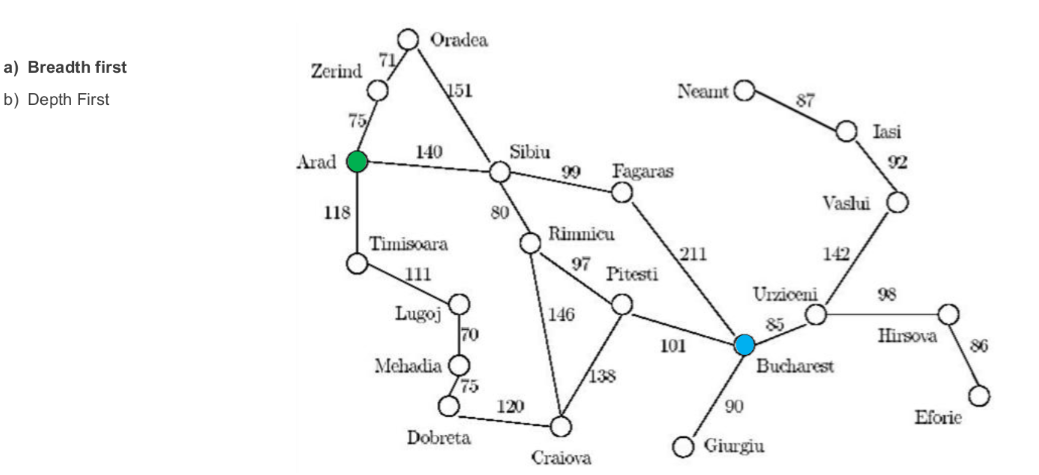 a) Breadth first
b) Depth First
Oradea
71
Zerind
151
75
Arad
140
Sibiu
99
Fagaras
118
80
Timisoara
Rimnicu
211
111
97
Pitesti
Lugoj
146
70
Mehadia
101
75
138
120
Dobreta
Craiova
Neamt
87
Iasi
92
Vaslui
142
Urziceni
98
85
Hirsova
86
Bucharest
90
Giurgiu
Eforie